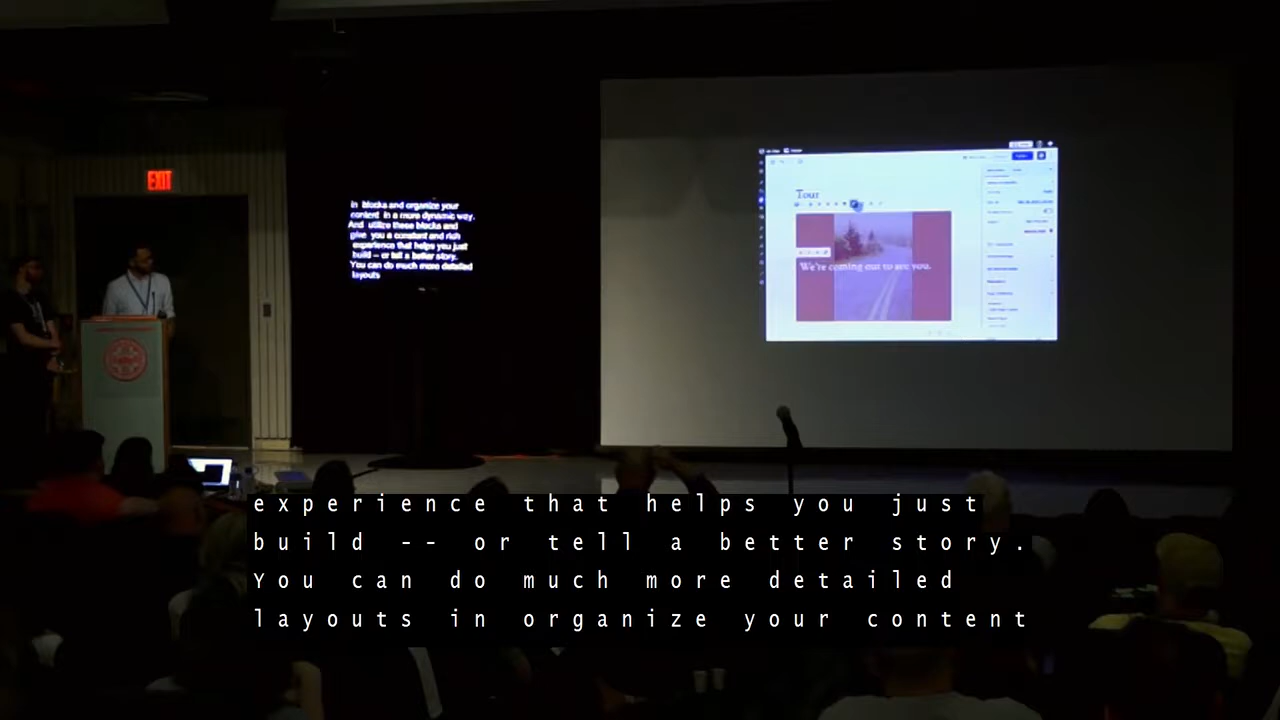 EXIT
in blocks and organize your
content in a more dynamic way.
And utilize these blocks and
give you a constant and rich
experience that helps you just
build – or tell a better story.
You can do much more detailed
layouts
Tour
We're coming out to see you.
experience that helps you just
build -- or tell a better story.
You can do much more detailed
layouts in organize your content